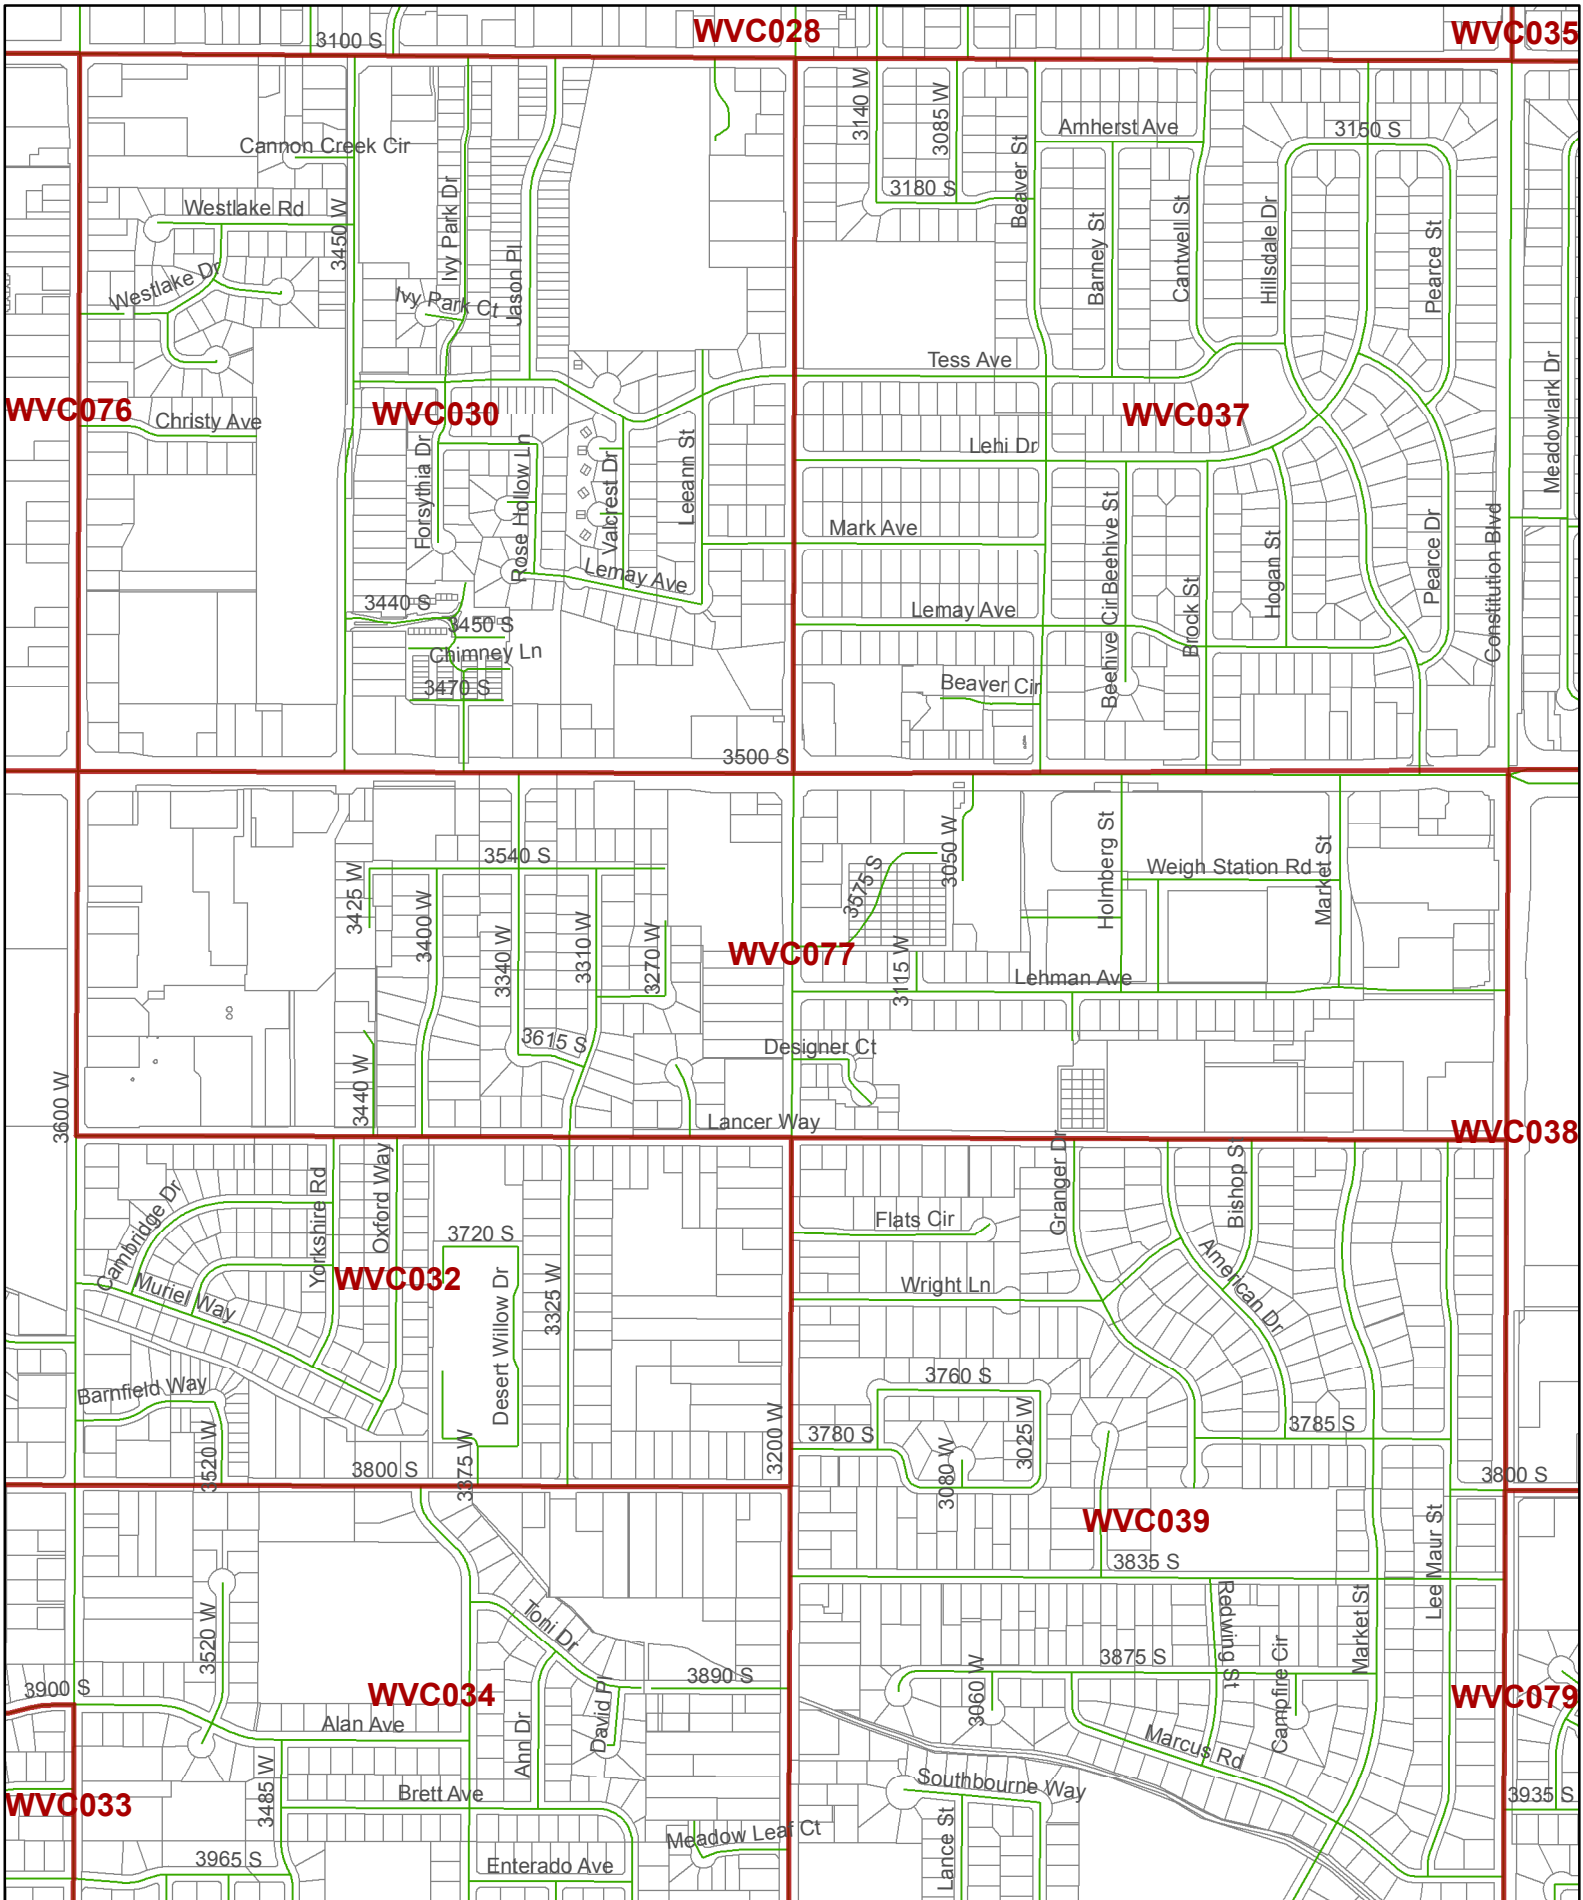 WVC028
WVC035
3100 S
3140 W
3085 W
Amherst Ave
3150 S
Cannon Creek Cir
Beaver St
3180 S
Westlake Rd
3450 W
Ivy Park Dr
Jason Pl
Barney St
Cantwell St
Hillsdale Dr
Pearce St
Westlake Dr
Ivy Park Ct
Tess Ave
Meadowlark Dr
WVC076
WVC030
WVC037
Christy Ave
Lehi Dr
Forsythia Dr
Rose Hollow Ln
Valcrest Dr
Leeann St
Mark Ave
Beehive St
Hogan St
Pearce Dr
Constitution Blvd
Lemay Ave
3440 S
Lemay Ave
3450 S
Beehive Cir
Brock St
Chimney Ln
3470 S
Beaver Cir
3500 S
3540 S
3425 W
3400 W
3340 W
3310 W
3270 W
3575 S
3050 W
Holmberg St
Weigh Station Rd
Market St
WVC077
3115 W
Lehman Ave
3615 S
Designer Ct
3440 W
3600 W
Lancer Way
WVC038
Cambridge Dr
Yorkshire Rd
Oxford Way
Granger Dr
Bishop S
3720 S
Flats Cir
Muriel Way
WVC032
Desert Willow Dr
3325 W
Wright Ln
American Dr
Barnfield Way
3760 S
3520 W
3200 W
3780 S
3025 W
3785 S
3800 S
3375 W
3080 W
3800 S
WVC039
3835 S
Lee Maur St
3520 W
Toni Dr
Redwing St
Market St
3900 S
WVC034
3890 S
3875 S
3060 W
Campfire Cir
WVC079
Alan Ave
Ann Dr
David Pl
Marcus Rd
WVC033
3485 W
Brett Ave
Southbourne Way
3935 S
Meadow Leaf Ct
Lance St
3965 S
Enterado Ave